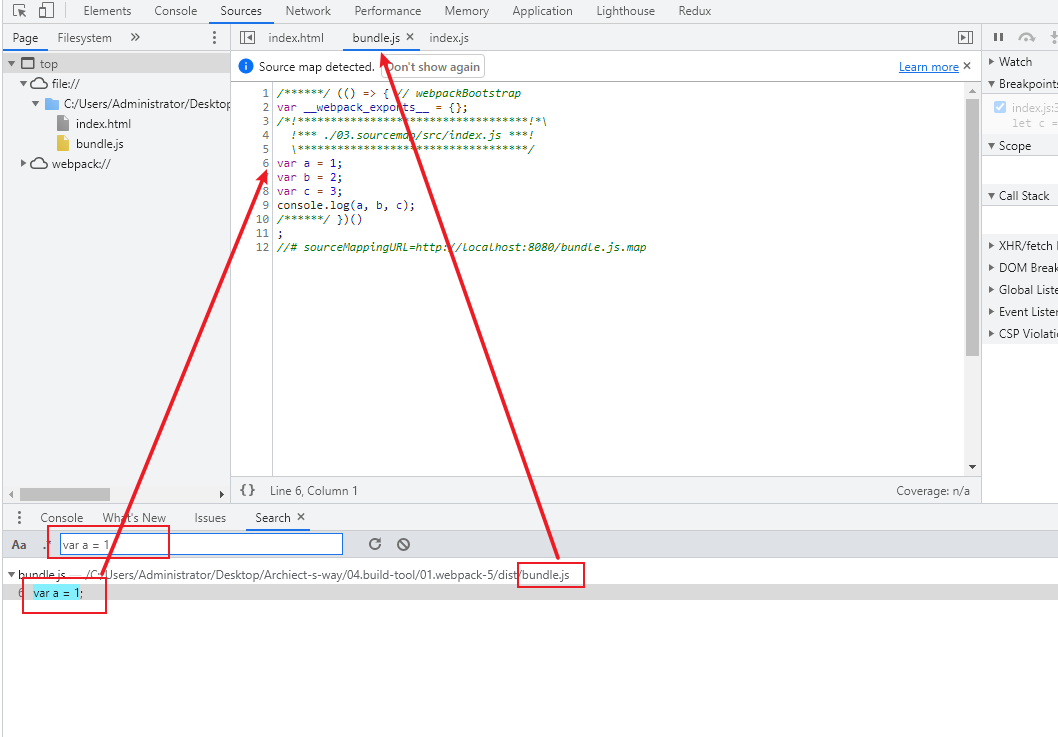 Elements Console Sources Network Performance Memory Application Lighthouse Redux
Page Filesystem » index.html bundle.js × index.js
top
file://
C:/Users/Administrator/Desktop
index.html
bundle.js
webpack://
Source map detected. Don't show again Learn more ×
1 /******/ (() => { // webpackBootstrap
2 var __webpack_exports__ = {};
3 /*!**********************************!*\
4 !*** ./03.sourcemap/src/index.js ***!
5 \**********************************/
6 var a = 1;
var b = 2;
8 var c = 3;
9 console.log(a, b, c);
10 /******/ })()
11 ;
12 //# sourceMappingURL=http://localhost:8080/bundle.js.map
Watch
Breakpoints
index.js:3
let c =
Scope
Call Stack
XHR/fetch
DOM Break
Global Liste
Event Lister
CSP Violatio
{} Line 6, Column 1 Coverage: n/a
Console What's New Issues Search ×
Aa .* var a = 1
bundle.js — /C:/Users/Administrator/Desktop/Archiect-s-way/04.build-tool/01.webpack-5/dist/bundle.js
6 var a = 1;